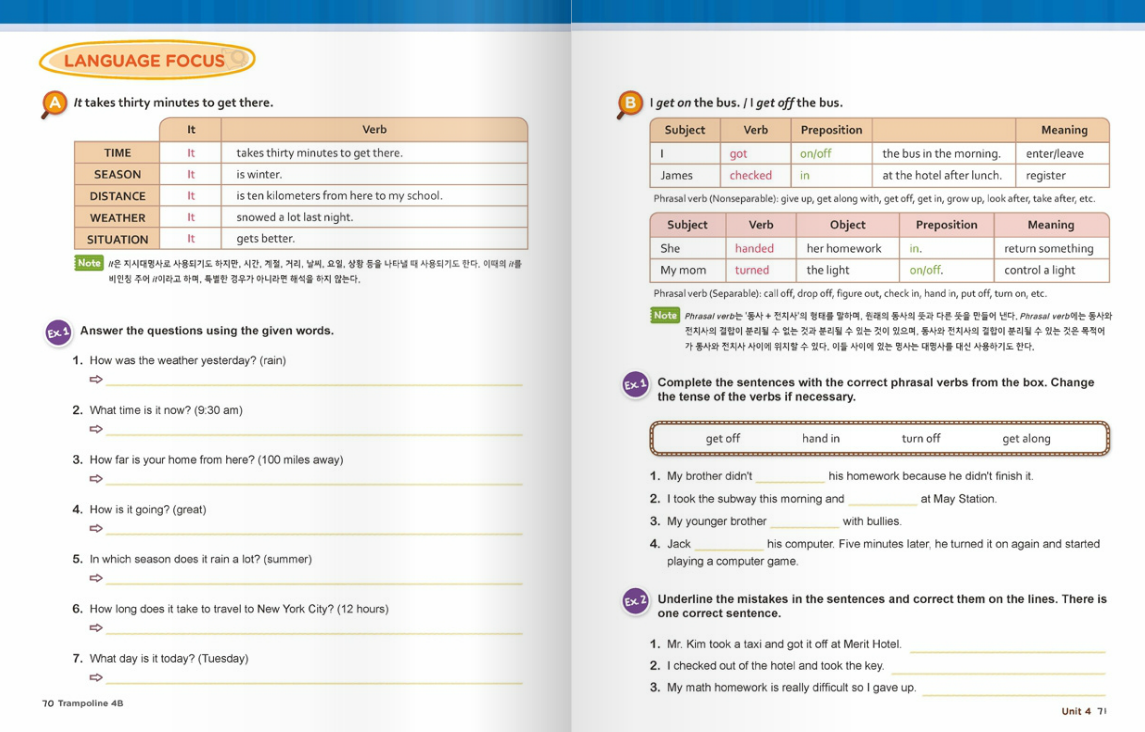 LANGUAGE FOCUS
A It takes thirty minutes to get there.
It Verb
TIME It takes thirty minutes to get there.
SEASON It is winter.
DISTANCE It is ten kilometers from here to my school.
WEATHER It snowed a lot last night.
SITUATION It gets better.
Note It은 지시대명사로 사용되기도 하지만, 시간, 계절, 거리, 날씨, 요일, 상황 등을 나타낼 때 사용되기도 한다. 이때의 it를
비인칭 주어 it이라고 하며, 특별한 경우가 아니라면 해석을 하지 않는다.
Ex.1 Answer the questions using the given words.
1. How was the weather yesterday? (rain)
2. What time is it now? (9:30 am)
3. How far is your home from here? (100 miles away)
4. How is it going? (great)
5. In which season does it rain a lot? (summer)
6. How long does it take to travel to New York City? (12 hours)
7. What day is it today? (Tuesday)
70 Trampoline 4B
B I get on the bus. / I get off the bus.
Subject Verb Preposition Meaning
I got on/off the bus in the morning. enter/leave
James checked in at the hotel after lunch. register
Phrasal verb (Nonseparable): give up, get along with, get off, get in, grow up, look after, take after, etc.
Subject Verb Object Preposition Meaning
She handed her homework in. return something
My mom turned the light on/off. control a light
Phrasal verb (Separable): call off, drop off, figure out, check in, hand in, put off, turn on, etc.
Note Phrasal verb는 '동사 + 전치사'의 형태를 말하며, 원래의 동사의 뜻과 다른 뜻을 만들어 낸다. Phrasal verb에는 동사와
전치사의 결합이 분리될 수 없는 것과 분리될 수 있는 것이 있으며, 동사와 전치사의 결합이 분리될 수 있는 것은 목적어
가 동사와 전치사 사이에 위치할 수 있다. 이들 사이에 있는 명사는 대명사를 대신 사용하기도 한다.
Ex.1 Complete the sentences with the correct phrasal verbs from the box. Change
the tense of the verbs if necessary.
get off hand in turn off get along
1. My brother didn't his homework because he didn't finish it.
2. I took the subway this morning and at May Station.
3. My younger brother with bullies.
4. Jack his computer. Five minutes later, he turned it on again and started
playing a computer game.
Ex.2 Underline the mistakes in the sentences and correct them on the lines. There is
one correct sentence.
1. Mr. Kim took a taxi and got it off at Merit Hotel.
2. I checked out of the hotel and took the key.
3. My math homework is really difficult so I gave up.
Unit 4 71